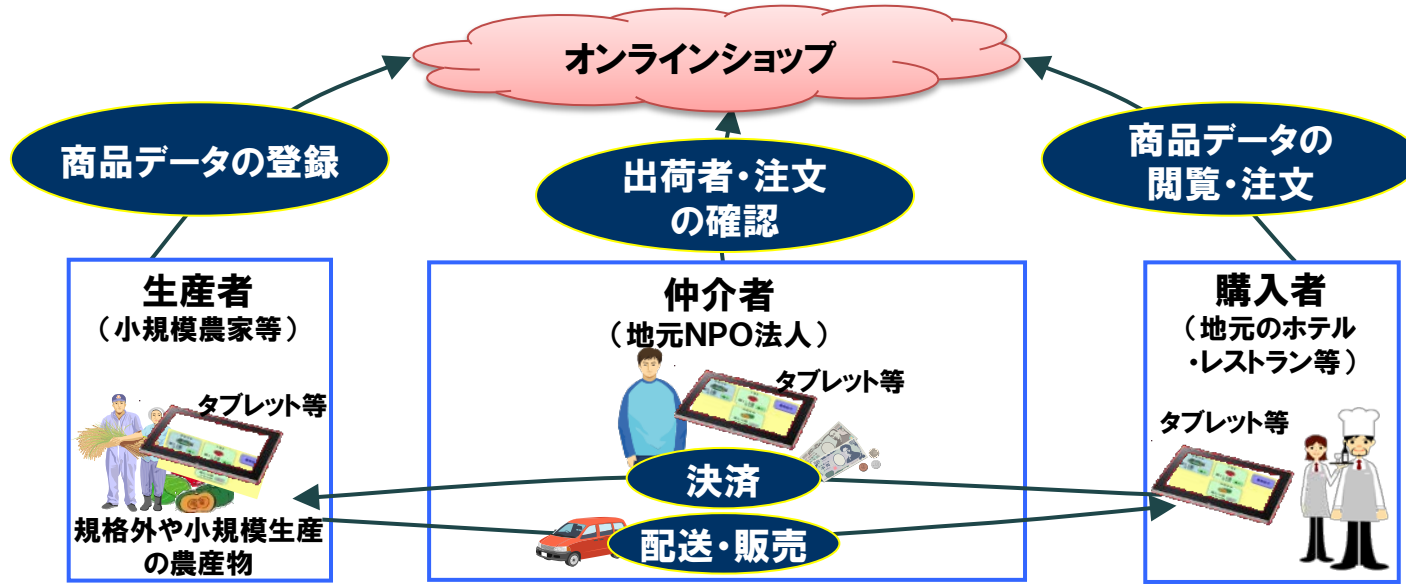 オンラインショップ
商品データの登録
出荷者・注文
の確認
商品データの
閲覧・注文
生産者
（小規模農家等）
タブレット等
規格外や小規模生産
の農産物
仲介者
（地元NPO法人）
タブレット等
決済
配送・販売
購入者
（地元のホテル
・レストラン等）
タブレット等